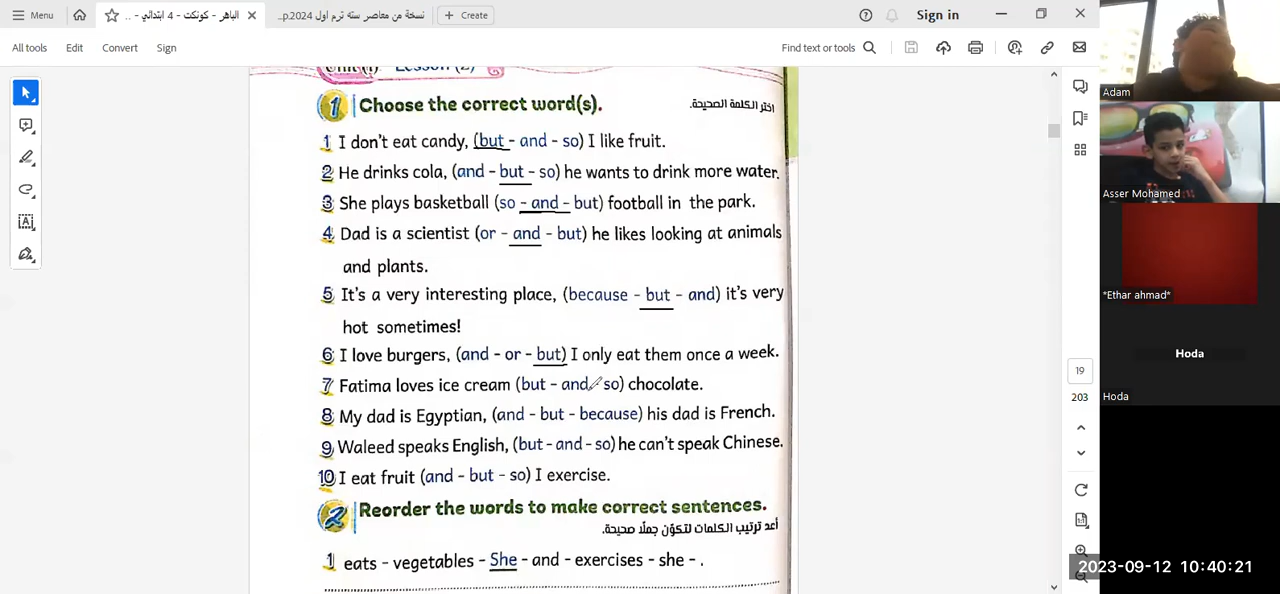 Menu
الباهر - كونكت - 4 ابتدائي - ..
نسخة من معاصر سته ترم اول 2024.p...
Create
Sign in
All tools
Edit
Convert
Sign
Find text or tools
Unit (1) Lesson (2)
1 Choose the correct word(s).
اختر الكلمة الصحيحة.
1 I don't eat candy, (but - and - so) I like fruit.
2 He drinks cola, (and - but - so) he wants to drink more water.
3 She plays basketball (so - and - but) football in the park.
4 Dad is a scientist (or - and - but) he likes looking at animals
and plants.
5 It's a very interesting place, (because - but - and) it's very
hot sometimes!
6 I love burgers, (and - or - but) I only eat them once a week.
7 Fatima loves ice cream (but - and so) chocolate.
8 My dad is Egyptian, (and - but - because) his dad is French.
9 Waleed speaks English, (but - and - so) he can't speak Chinese.
10 I eat fruit (and - but - so) I exercise.
2 Reorder the words to make correct sentences.
أعد ترتيب الكلمات لتكوّن جملًا صحيحة.
1 eats - vegetables - She - and - exercises - she - .
19
203
Adam
Asser Mohamed
*Ethar ahmad*
Hoda
Hoda
2023-09-12 10:40:21